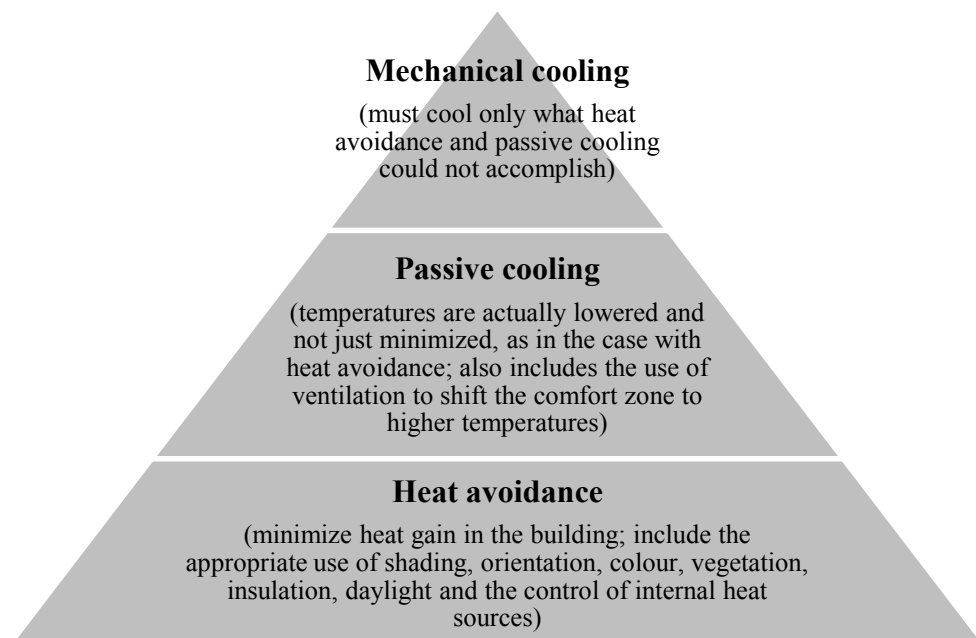 Mechanical cooling
(must cool only what heat
avoidance and passive cooling
could not accomplish)
Passive cooling
(temperatures are actually lowered and
not just minimized, as in the case with
heat avoidance; also includes the use of
ventilation to shift the comfort zone to
higher temperatures)
Heat avoidance
(minimize heat gain in the building; include the
appropriate use of shading, orientation, colour, vegetation,
insulation, daylight and the control of internal heat
sources)